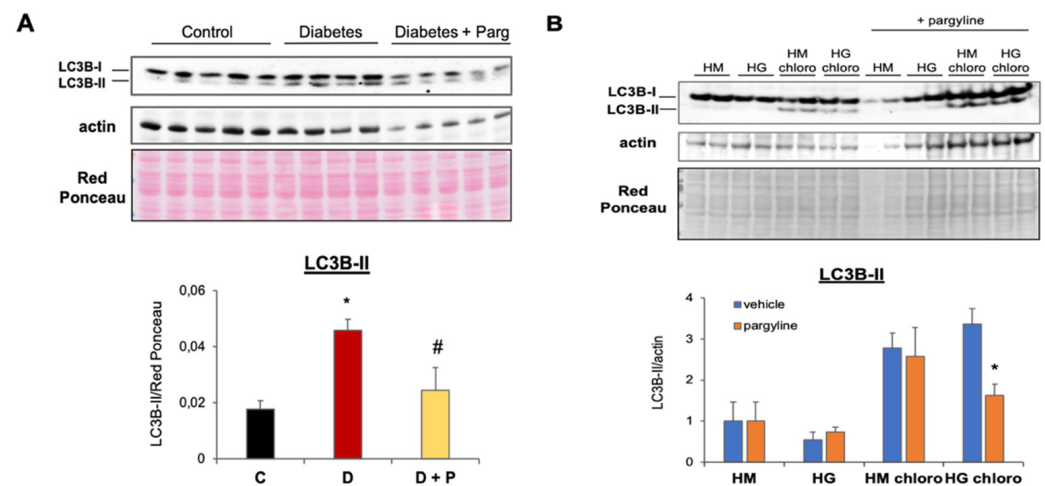 A
Control
Diabetes
Diabetes + Parg
LC3B-I
LC3B-II
actin
Red
Ponceau
LC3B-II
0,06
0,04
0,02
0
LC3B-II/Red Ponceau
*
#
C
D
D + P
B
+ pargyline
HM
HG
HM
chloro
HG
chloro
HM
HG
HM
chloro
HG
chloro
LC3B-I
LC3B-II
actin
Red
Ponceau
LC3B-II
4
3
2
1
0
LC3B-II/actin
vehicle
pargyline
*
HM
HG
HM chloro
HG chloro